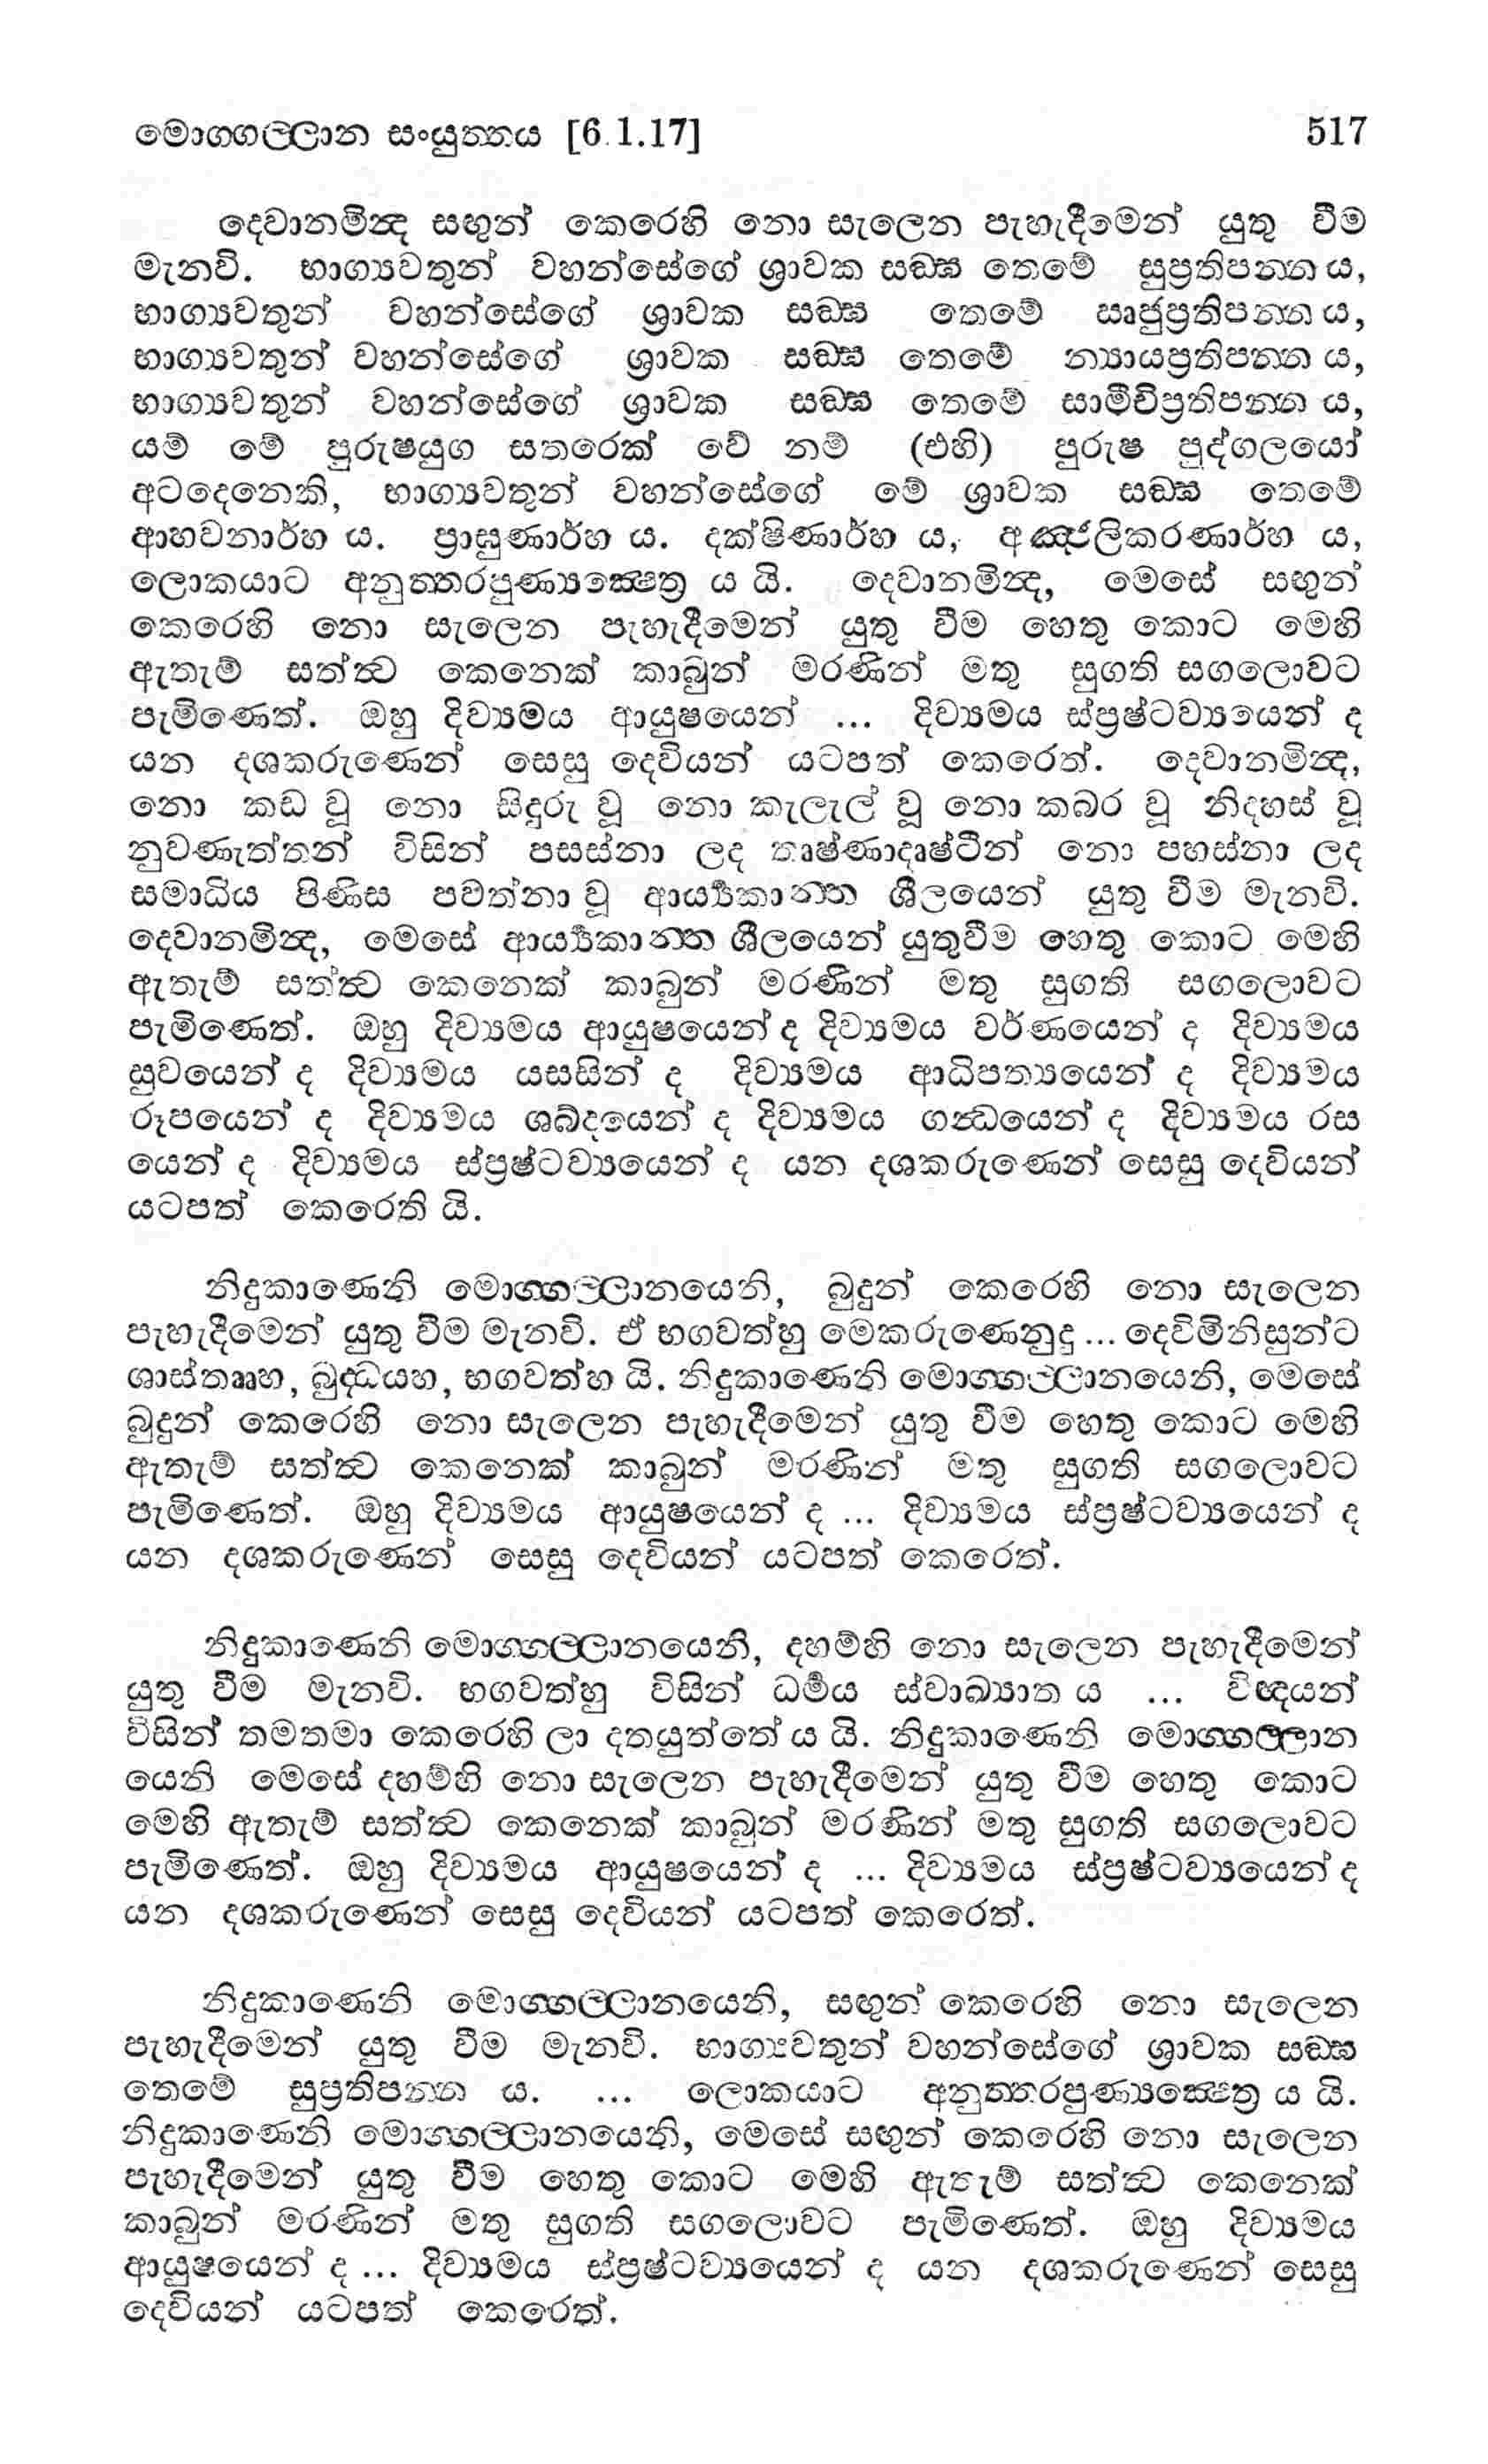 මොග්ගල්ලාන සංයුත්තය [6.1.17] 517
දෙවානමින්ද සඟුන් කෙරෙහි නො සැලෙන පැහැදීමෙන් යුතු වීම
මැනවි. භාග්‍යවතුන් වහන්සේගේ ශ්‍රාවක සඞ්ඝ තෙමේ සුප්‍රතිපන්න ය,
භාග්‍යවතුන් වහන්සේගේ ශ්‍රාවක සඞ්ඝ තෙමේ ඍජුප්‍රතිපන්න ය,
භාග්‍යවතුන් වහන්සේගේ ශ්‍රාවක සඞ්ඝ තෙමේ න්‍යායප්‍රතිපන්න ය,
භාග්‍යවතුන් වහන්සේගේ ශ්‍රාවක සඞ්ඝ තෙමේ සාමීචිප්‍රතිපන්න ය,
යම් මේ පුරුෂයුග සතරෙක් වේ නම් (එහි) පුරුෂ පුද්ගලයෝ
අටදෙනෙකි, භාග්‍යවතුන් වහන්සේගේ මේ ශ්‍රාවක සඞ්ඝ තෙමේ
ආහවනාර්හ ය. ප්‍රාඝුණාර්හ ය. දක්ෂිණාර්හ ය, අඤ්ජලිකරණාර්හ ය,
ලොකයාට අනුත්තරපුණ්‍යක්‍ෂෙත්‍ර ය යි. දෙවානමින්ද, මෙසේ සඟුන්
කෙරෙහි නො සැලෙන පැහැදීමෙන් යුතු වීම හෙතු කොට මෙහි
ඇතැම් සත්ත්‍ව කෙනෙක් කාබුන් මරණින් මතු සුගති සගලොවට
පැමිණෙත්. ඔහු දිව්‍යමය ආයුෂයෙන් ... දිව්‍යමය ස්ප්‍රෂ්ටව්‍යයෙන් ද
යන දශකරුණෙන් සෙසු දෙවියන් යටපත් කෙරෙත්. දෙවානමින්ද,
නො කඩ වූ නො සිදුරු වූ නො කැලැල් වූ නො කබර වූ නිදහස් වූ
නුවණැත්තන් විසින් පසස්නා ලද තෘෂ්ණාදෘෂ්ටීන් නො පහස්නා ලද
සමාධිය පිණිස පවත්නා වූ ආර්‍ය්‍යකාන්ත ශීලයෙන් යුතු වීම මැනවි.
දෙවානමින්ද, මෙසේ ආර්‍ය්‍යකාන්ත ශීලයෙන් යුතුවීම හෙතු කොට මෙහි
ඇතැම් සත්ත්‍ව කෙනෙක් කාබුන් මරණින් මතු සුගති සගලොවට
පැමිණෙත්. ඔහු දිව්‍යමය ආයුෂයෙන් ද දිව්‍යමය වර්ණයෙන් ද දිව්‍යමය
සුවයෙන් ද දිව්‍යමය යසසින් ද දිව්‍යමය ආධිපත්‍යයෙන් ද දිව්‍යමය
රූපයෙන් ද දිව්‍යමය ශබ්දයෙන් ද දිව්‍යමය ගන්ධයෙන් ද දිව්‍යමය රස
යෙන් ද දිව්‍යමය ස්ප්‍රෂ්ටව්‍යයෙන් ද යන දශකරුණෙන් සෙසු දෙවියන්
යටපත් කෙරෙති යි.
නිදුකාණෙනි මොග්ගල්ලානයෙනි, බුදුන් කෙරෙහි නො සැලෙන
පැහැදීමෙන් යුතු වීම මැනවි. ඒ භගවත්හු මෙකරුණෙනුදු ... දෙවිමිනිසුන්ට
ශාස්තෲහ, බුද්ධයහ, භගවත්හ යි. නිදුකාණෙනි මොග්ගල්ලානයෙනි, මෙසේ
බුදුන් කෙරෙහි නො සැලෙන පැහැදීමෙන් යුතු වීම හෙතු කොට මෙහි
ඇතැම් සත්ත්‍ව කෙනෙක් කාබුන් මරණින් මතු සුගති සගලොවට
පැමිණෙත්. ඔහු දිව්‍යමය ආයුෂයෙන් ද ... දිව්‍යමය ස්ප්‍රෂ්ටව්‍යයෙන් ද
යන දශකරුණෙන් සෙසු දෙවියන් යටපත් කෙරෙත්.
නිදුකාණෙනි මොග්ගල්ලානයෙනි, දහම්හි නො සැලෙන පැහැදීමෙන්
යුතු වීම මැනවි. භගවත්හු විසින් ධර්‍මය ස්වාඛ්‍යාත ය ... විඥයන්
විසින් තමතමා කෙරෙහි ලා දතයුත්තේ ය යි. නිදුකාණෙනි මොග්ගල්ලාන
යෙනි මෙසේ දහම්හි නො සැලෙන පැහැදීමෙන් යුතු වීම හෙතු කොට
මෙහි ඇතැම් සත්ත්‍ව කෙනෙක් කාබුන් මරණින් මතු සුගති සගලොවට
පැමිණෙත්. ඔහු දිව්‍යමය ආයුෂයෙන් ද ... දිව්‍යමය ස්ප්‍රෂ්ටව්‍යයෙන් ද
යන දශකරුණෙන් සෙසු දෙවියන් යටපත් කෙරෙත්.
නිදුකාණෙනි මොග්ගල්ලානයෙනි, සඟුන් කෙරෙහි නො සැලෙන
පැහැදීමෙන් යුතු වීම මැනවි. භාග්‍යවතුන් වහන්සේගේ ශ්‍රාවක සඞ්ඝ
තෙමේ සුප්‍රතිපන්න ය. ... ලොකයාට අනුත්තරපුණ්‍යක්‍ෂෙත්‍ර ය යි.
නිදුකාණෙනි මොග්ගල්ලානයෙනි, මෙසේ සඟුන් කෙරෙහි නො සැලෙන
පැහැදීමෙන් යුතු වීම හෙතු කොට මෙහි ඇතැම් සත්ත්‍ව කෙනෙක්
කාබුන් මරණින් මතු සුගති සගලොවට පැමිණෙත්. ඔහු දිව්‍යමය
ආයුෂයෙන් ද ... දිව්‍යමය ස්ප්‍රෂ්ටව්‍යයෙන් ද යන දශකරුණෙන් සෙසු
දෙවියන් යටපත් කෙරෙත්.